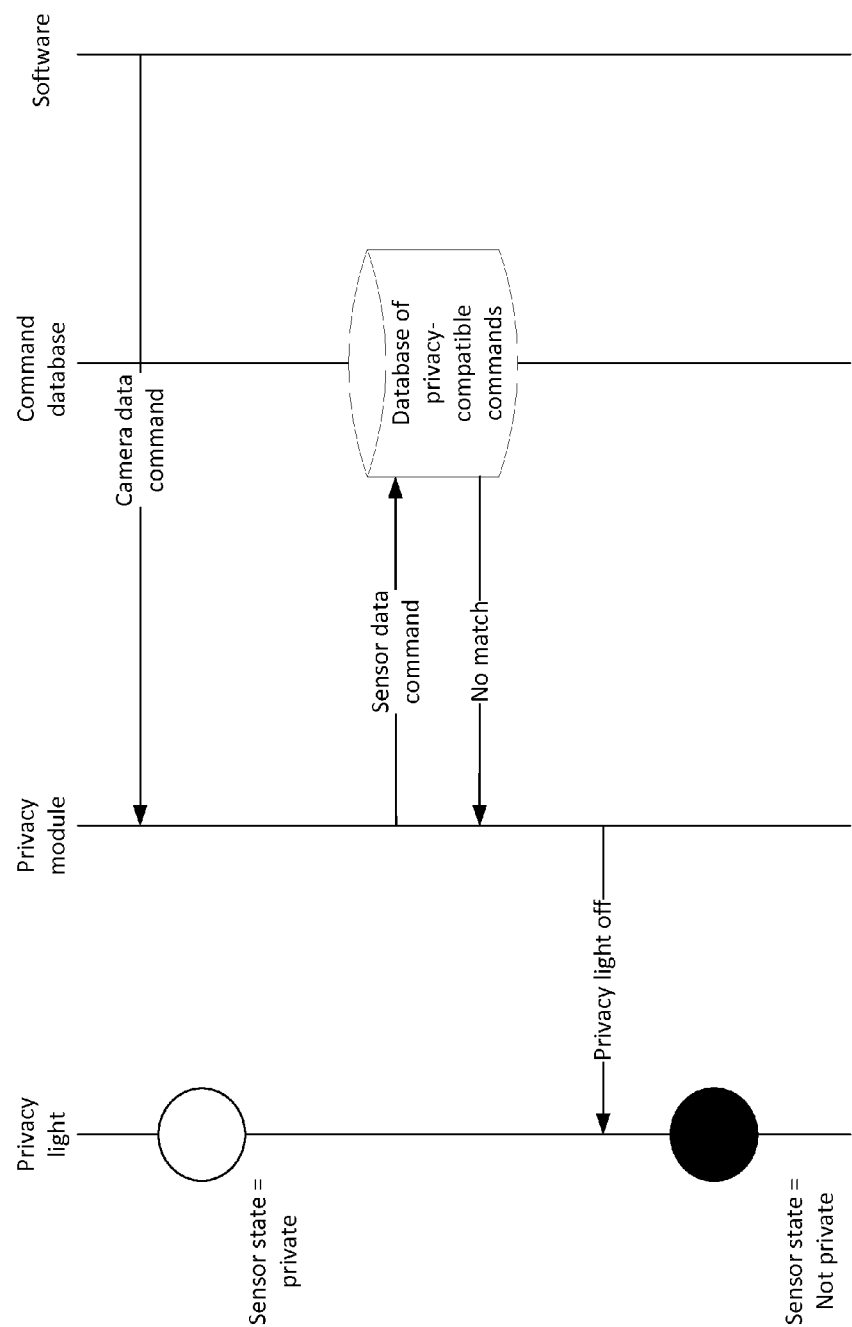 Privacy
light
Privacy
module
Command
database
Software
Camera data
command
Sensor state =
private
Sensor data
command
Database of
privacy-
compatible
commands
No match
Privacy light off
Sensor state =
Not private